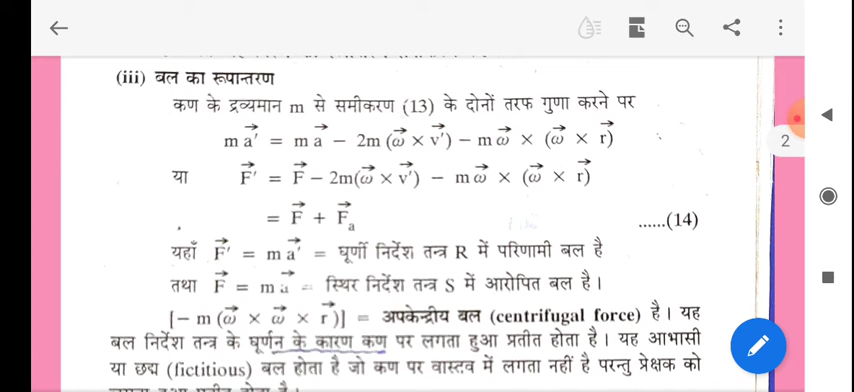 (iii) बल का रूपान्तरण
कण के द्रव्यमान m से समीकरण (13) के दोनों तरफ गुणा करने पर
m a⃗' = m a⃗ − 2m (ω⃗ × v⃗') − m ω⃗ × (ω⃗ × r⃗)
या F⃗' = F⃗ − 2m(ω⃗ × v⃗') − m ω⃗ × (ω⃗ × r⃗)
= F⃗ + F⃗a ......(14)
यहाँ F⃗' = m a⃗' = घूर्णी निर्देश तन्त्र R में परिणामी बल है
तथा F⃗ = m a⃗ = स्थिर निर्देश तन्त्र S में आरोपित बल है।
[− m (ω⃗ × ω⃗ × r⃗)] = अपकेन्द्रीय बल (centrifugal force) है। यह
बल निर्देश तन्त्र के घूर्णन के कारण कण पर लगता हुआ प्रतीत होता है। यह आभासी
या छद्म (fictitious) बल होता है जो कण पर वास्तव में लगता नहीं है परन्तु प्रेक्षक को
2